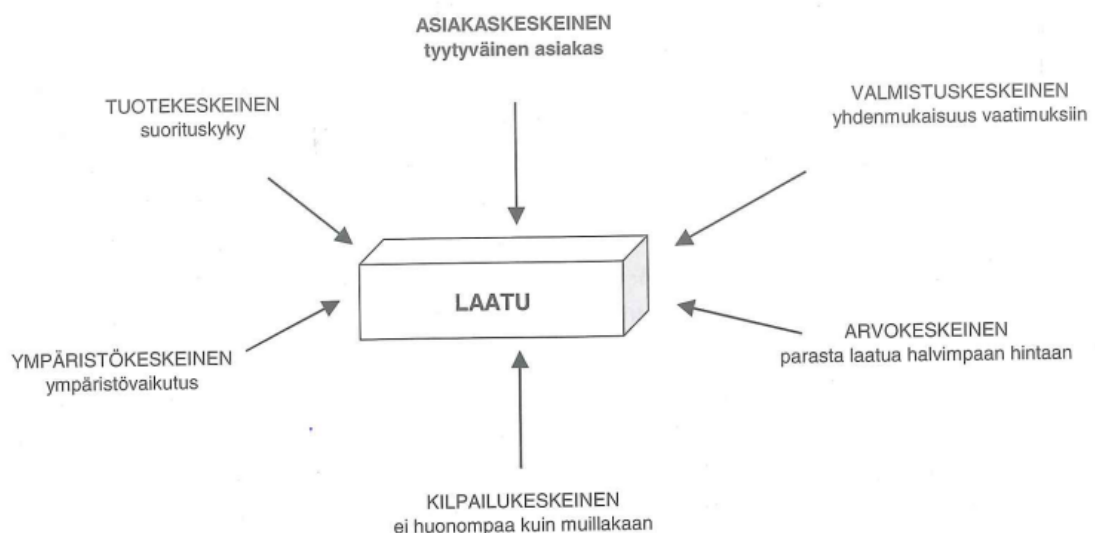 ASIAKASKESKEINEN
tyytyväinen asiakas
TUOTEKESKEINEN
suorituskyky
VALMISTUSKESKEINEN
yhdenmukaisuus vaatimuksiin
LAATU
YMPÄRISTÖKESKEINEN
ympäristövaikutus
ARVOKESKEINEN
parasta laatua halvimpaan hintaan
KILPAILUKESKEINEN
ei huonompaa kuin muillakaan